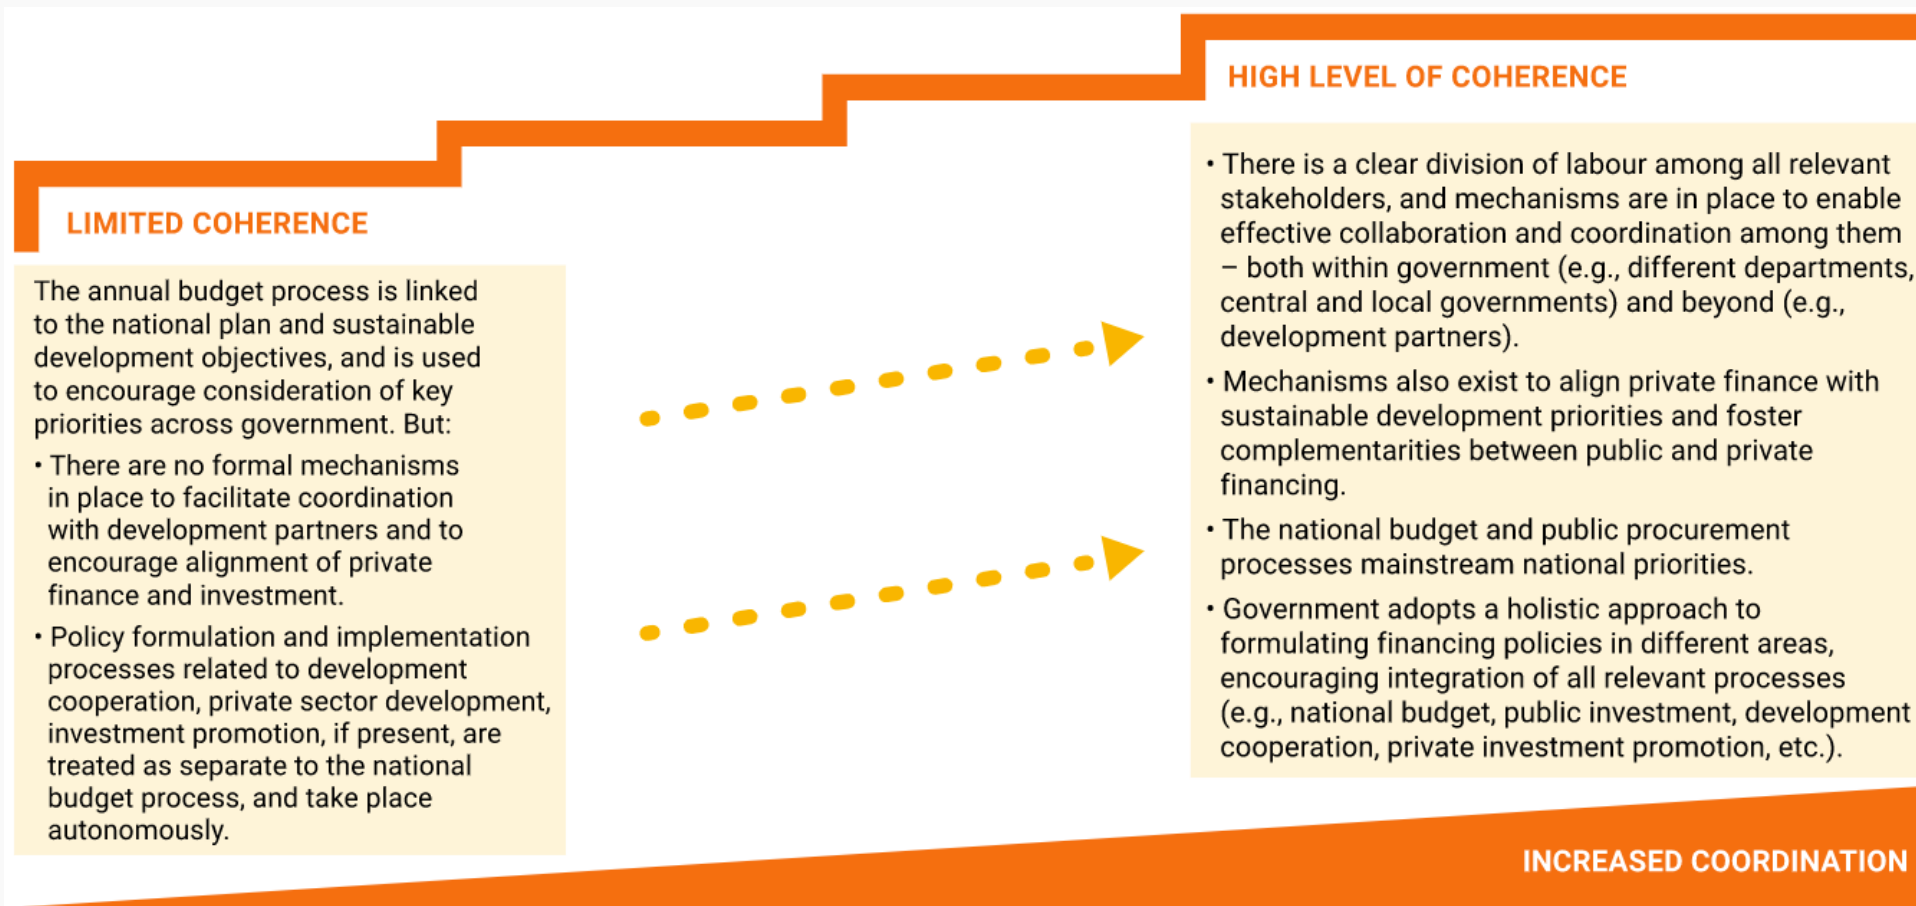 LIMITED COHERENCE
The annual budget process is linked
to the national plan and sustainable
development objectives, and is used
to encourage consideration of key
priorities across government. But:
• There are no formal mechanisms
in place to facilitate coordination
with development partners and to
encourage alignment of private
finance and investment.
• Policy formulation and implementation
processes related to development
cooperation, private sector development,
investment promotion, if present, are
treated as separate to the national
budget process, and take place
autonomously.
HIGH LEVEL OF COHERENCE
• There is a clear division of labour among all relevant
stakeholders, and mechanisms are in place to enable
effective collaboration and coordination among them
– both within government (e.g., different departments,
central and local governments) and beyond (e.g.,
development partners).
• Mechanisms also exist to align private finance with
sustainable development priorities and foster
complementarities between public and private
financing.
• The national budget and public procurement
processes mainstream national priorities.
• Government adopts a holistic approach to
formulating financing policies in different areas,
encouraging integration of all relevant processes
(e.g., national budget, public investment, development
cooperation, private investment promotion, etc.).
INCREASED COORDINATION